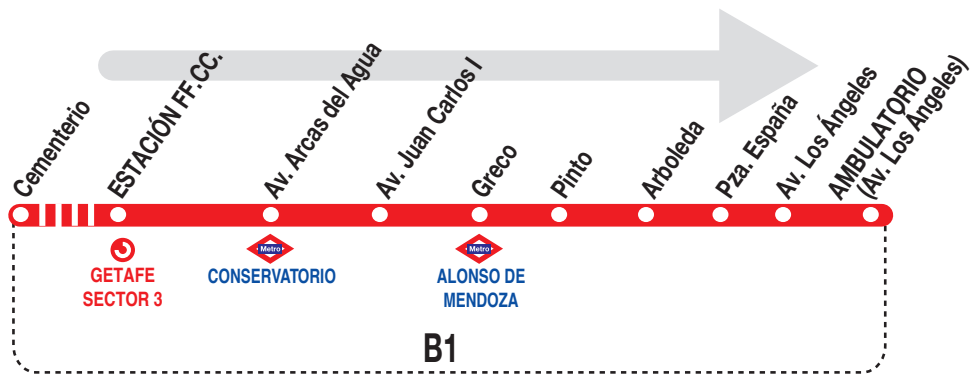 Cementerio
ESTACIÓN FF.CC.
Av. Arcas del Agua
Av. Juan Carlos I
Greco
Pinto
Arboleda
Pza. España
Av. Los Ángeles
AMBULATORIO
(Av. Los Ángeles)
GETAFE
SECTOR 3
Metro
CONSERVATORIO
Metro
ALONSO DE
MENDOZA
B1